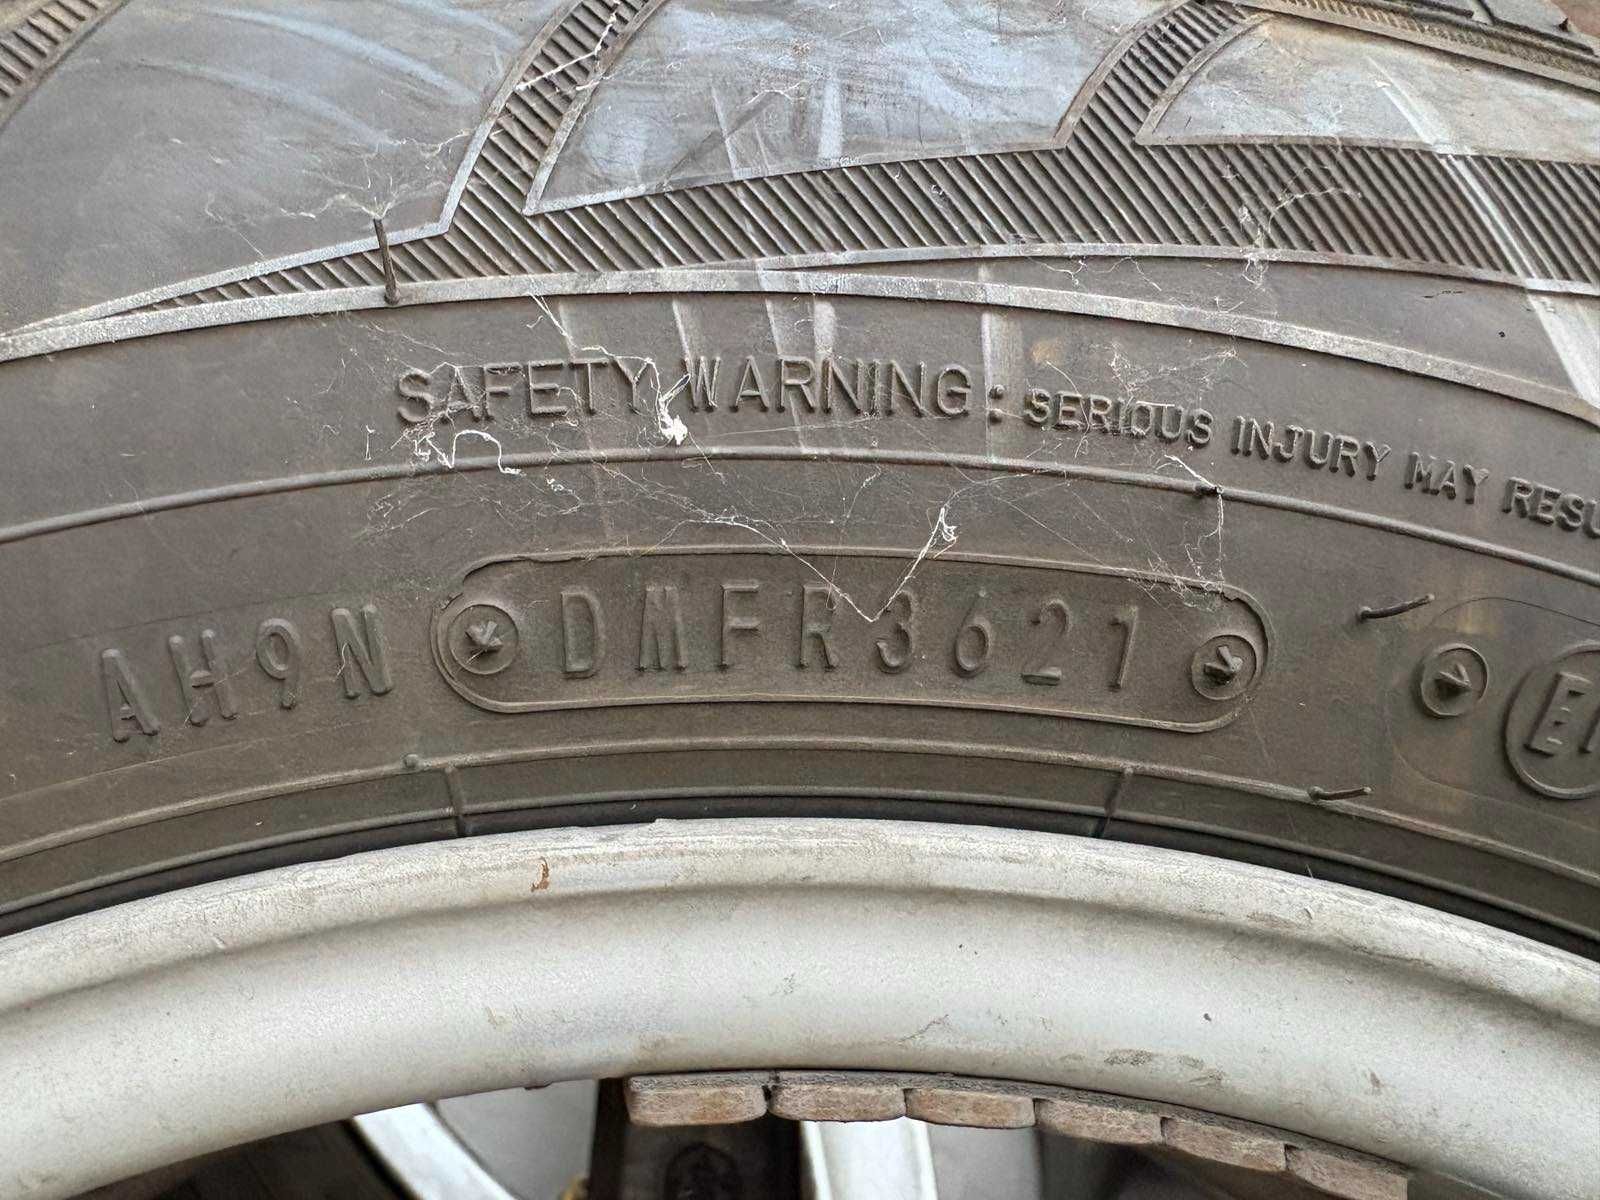 SAFETY WARNING: SERIOUS INJURY MAY
AH9N DMFR3621